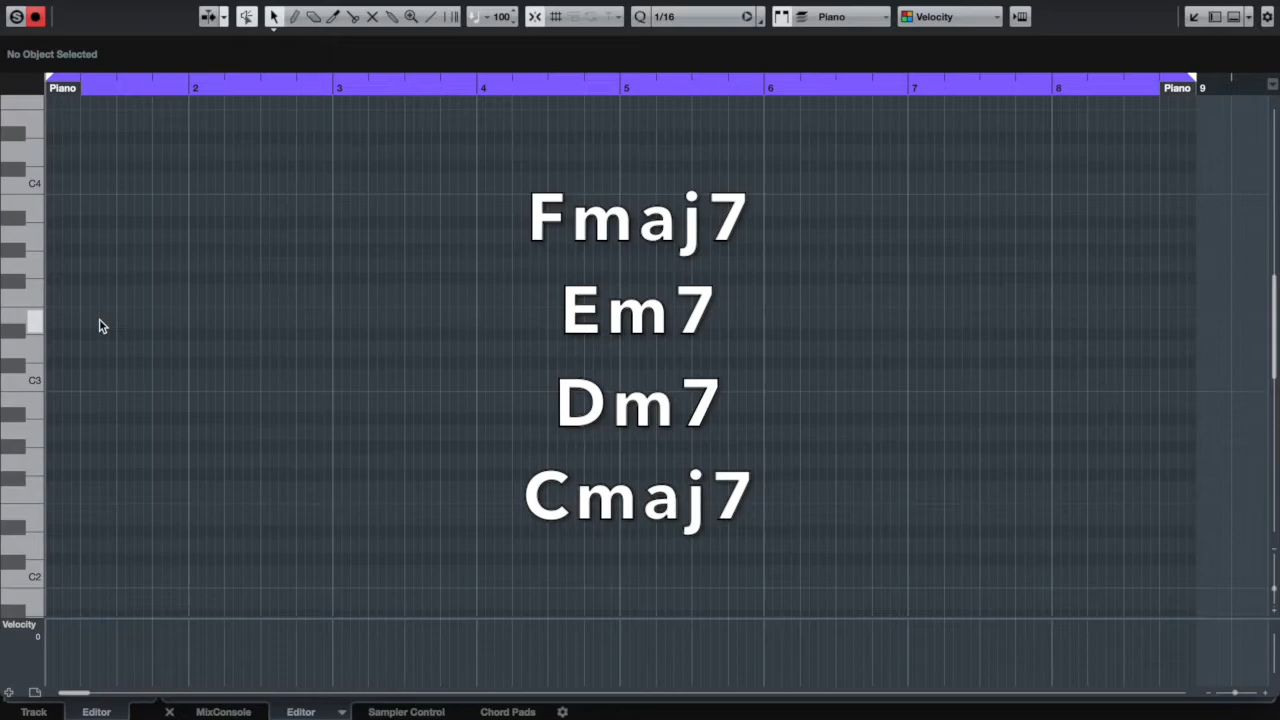 100
Q 1/16
Piano
Velocity
No Object Selected
Piano 2 3 4 5 6 7 8 Piano 9
C4
Fmaj7
Em7
C3
Dm7
Cmaj7
C2
Velocity
0
Track Editor MixConsole Editor Sampler Control Chord Pads